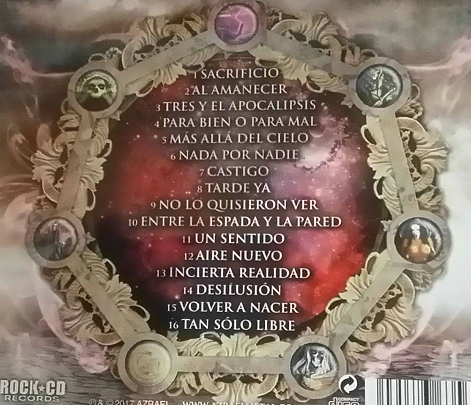 1 SACRIFICIO
2 AL AMANECER
3 TRES Y EL APOCALIPSIS
4 PARA BIEN O PARA MAL
5 MÁS ALLÁ DEL CIELO
6 NADA POR NADIE
7 CASTIGO
8 TARDE YA
9 NO LO QUISIERON VER
10 ENTRE LA ESPADA Y LA PARED
11 UN SENTIDO
12 AIRE NUEVO
13 INCIERTA REALIDAD
14 DESILUSIÓN
15 VOLVER A NACER
16 TAN SÓLO LIBRE
ROCK★CD
RECORDS
℗ & © 2017 AZRAEL
COMPACT